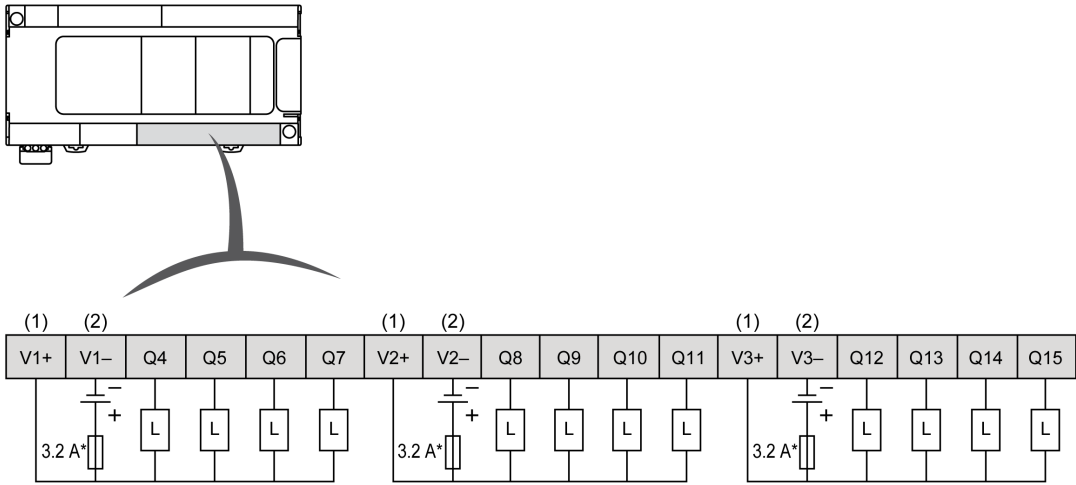 (1) (2) (1) (2) (1) (2)
V1+ V1– Q4 Q5 Q6 Q7 V2+ V2– Q8 Q9 Q10 Q11 V3+ V3– Q12 Q13 Q14 Q15
– – –
+ + +
L L L L L L L L L L L L
3.2 A* 3.2 A* 3.2 A*